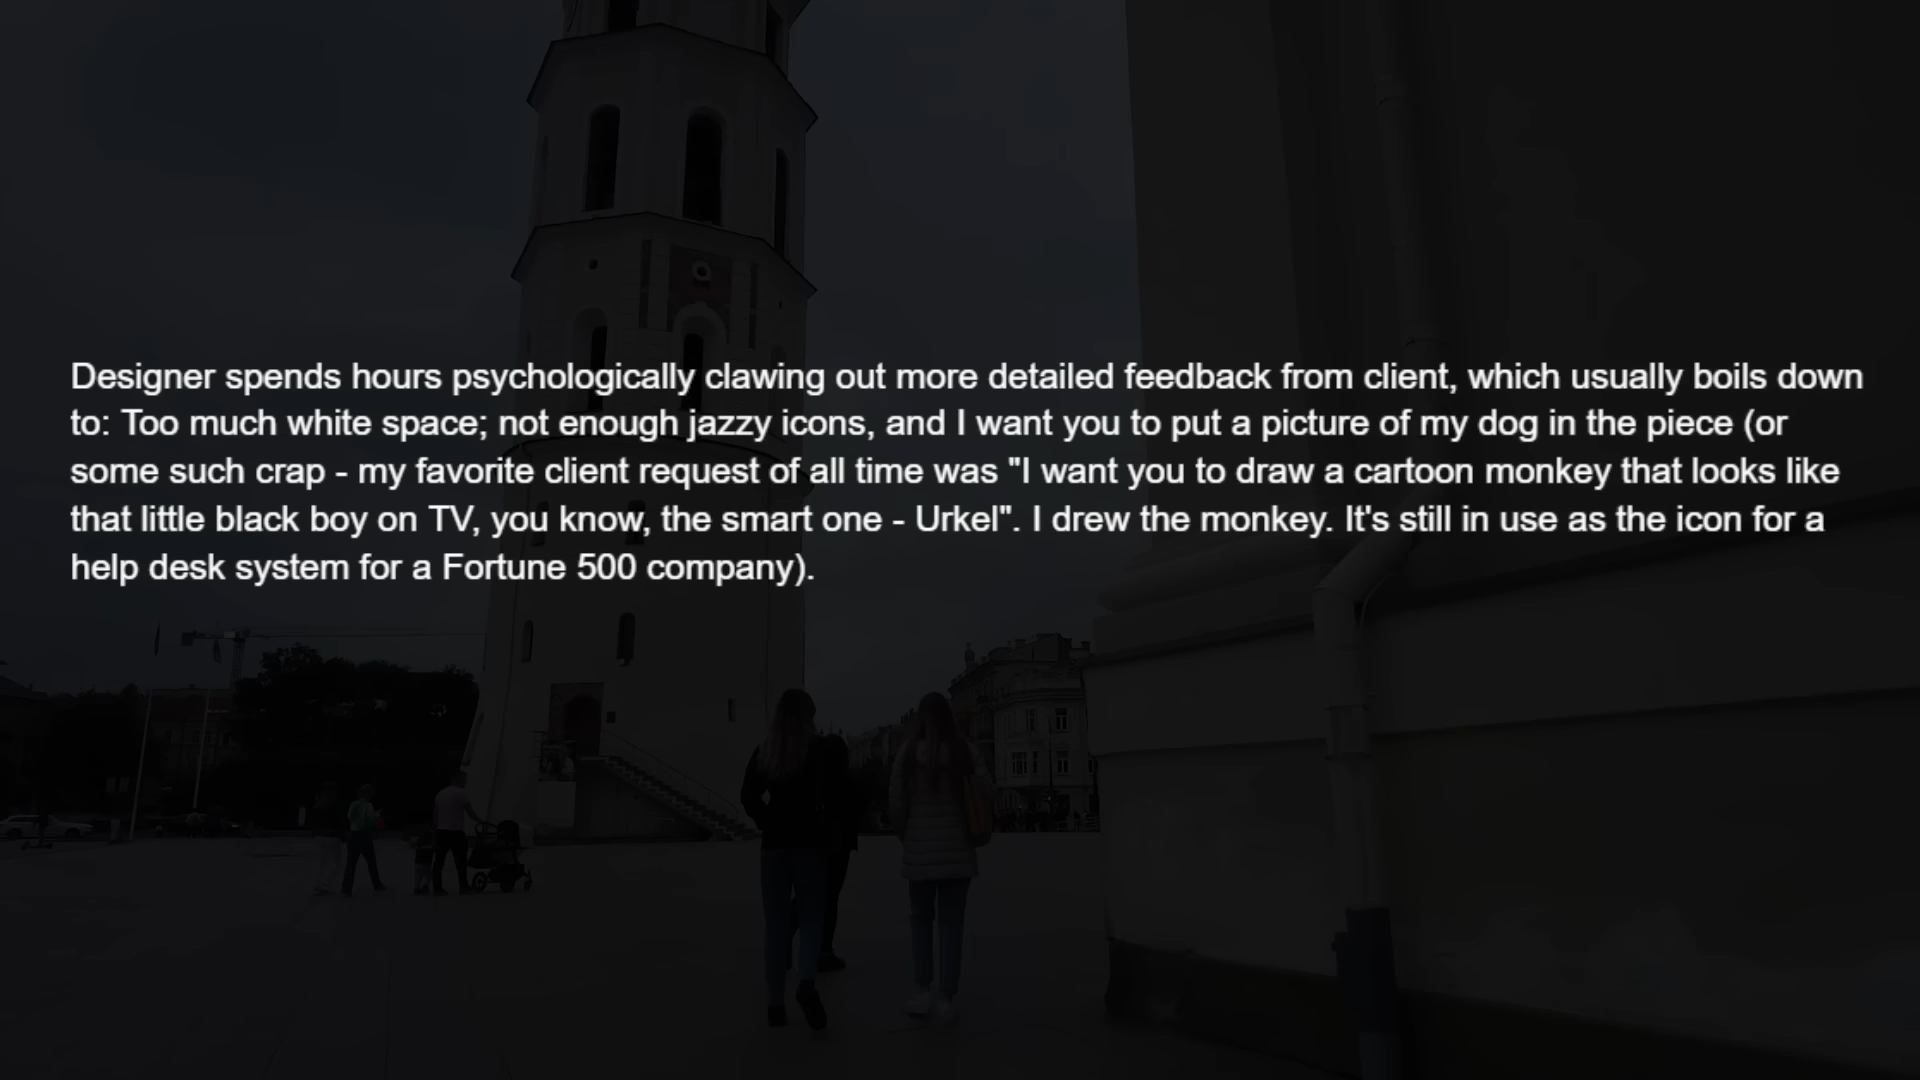 Designer spends hours psychologically clawing out more detailed feedback from client, which usually boils down
to: Too much white space; not enough jazzy icons, and I want you to put a picture of my dog in the piece (or
some such crap - my favorite client request of all time was "I want you to draw a cartoon monkey that looks like
that little black boy on TV, you know, the smart one - Urkel". I drew the monkey. It's still in use as the icon for a
help desk system for a Fortune 500 company).